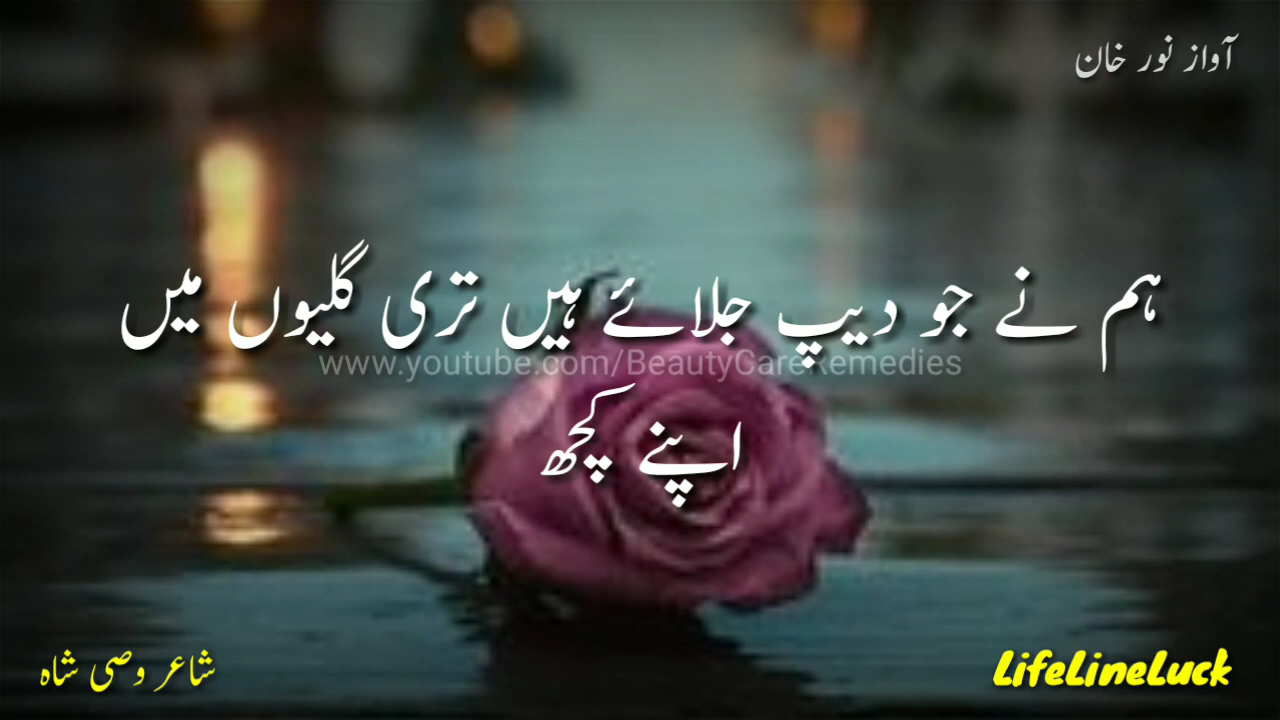 آواز نور خان
ہم نے جو دیپ جلائے ہیں تری گلیوں میں
www.youtube.com/BeautyCareRemedies
اپنے کچھ
شاعر وصی شاہ
LifeLineLuck